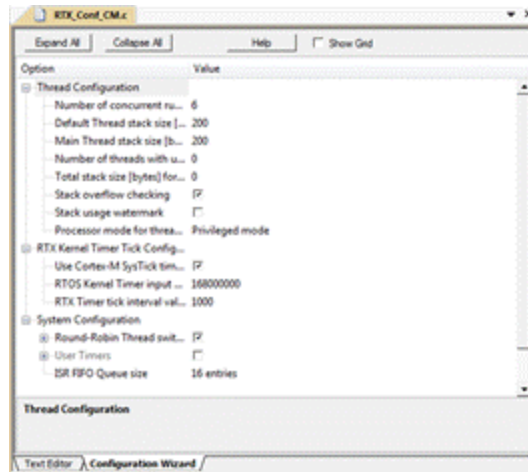 RTX_Conf_CM.c
Expand All Collapse All Help Show Grid
Option Value
Thread Configuration
Number of concurrent ru... 6
Default Thread stack size [... 200
Main Thread stack size [b... 200
Number of threads with u... 0
Total stack size [bytes] for... 0
Stack overflow checking
Stack usage watermark
Processor mode for threa... Privileged mode
RTX Kernel Timer Tick Config...
Use Cortex-M SysTick tim...
RTOS Kernel Timer input ... 168000000
RTX Timer tick interval val... 1000
System Configuration
Round-Robin Thread swit...
User Timers
ISR FIFO Queue size 16 entries
Thread Configuration
Text Editor Configuration Wizard